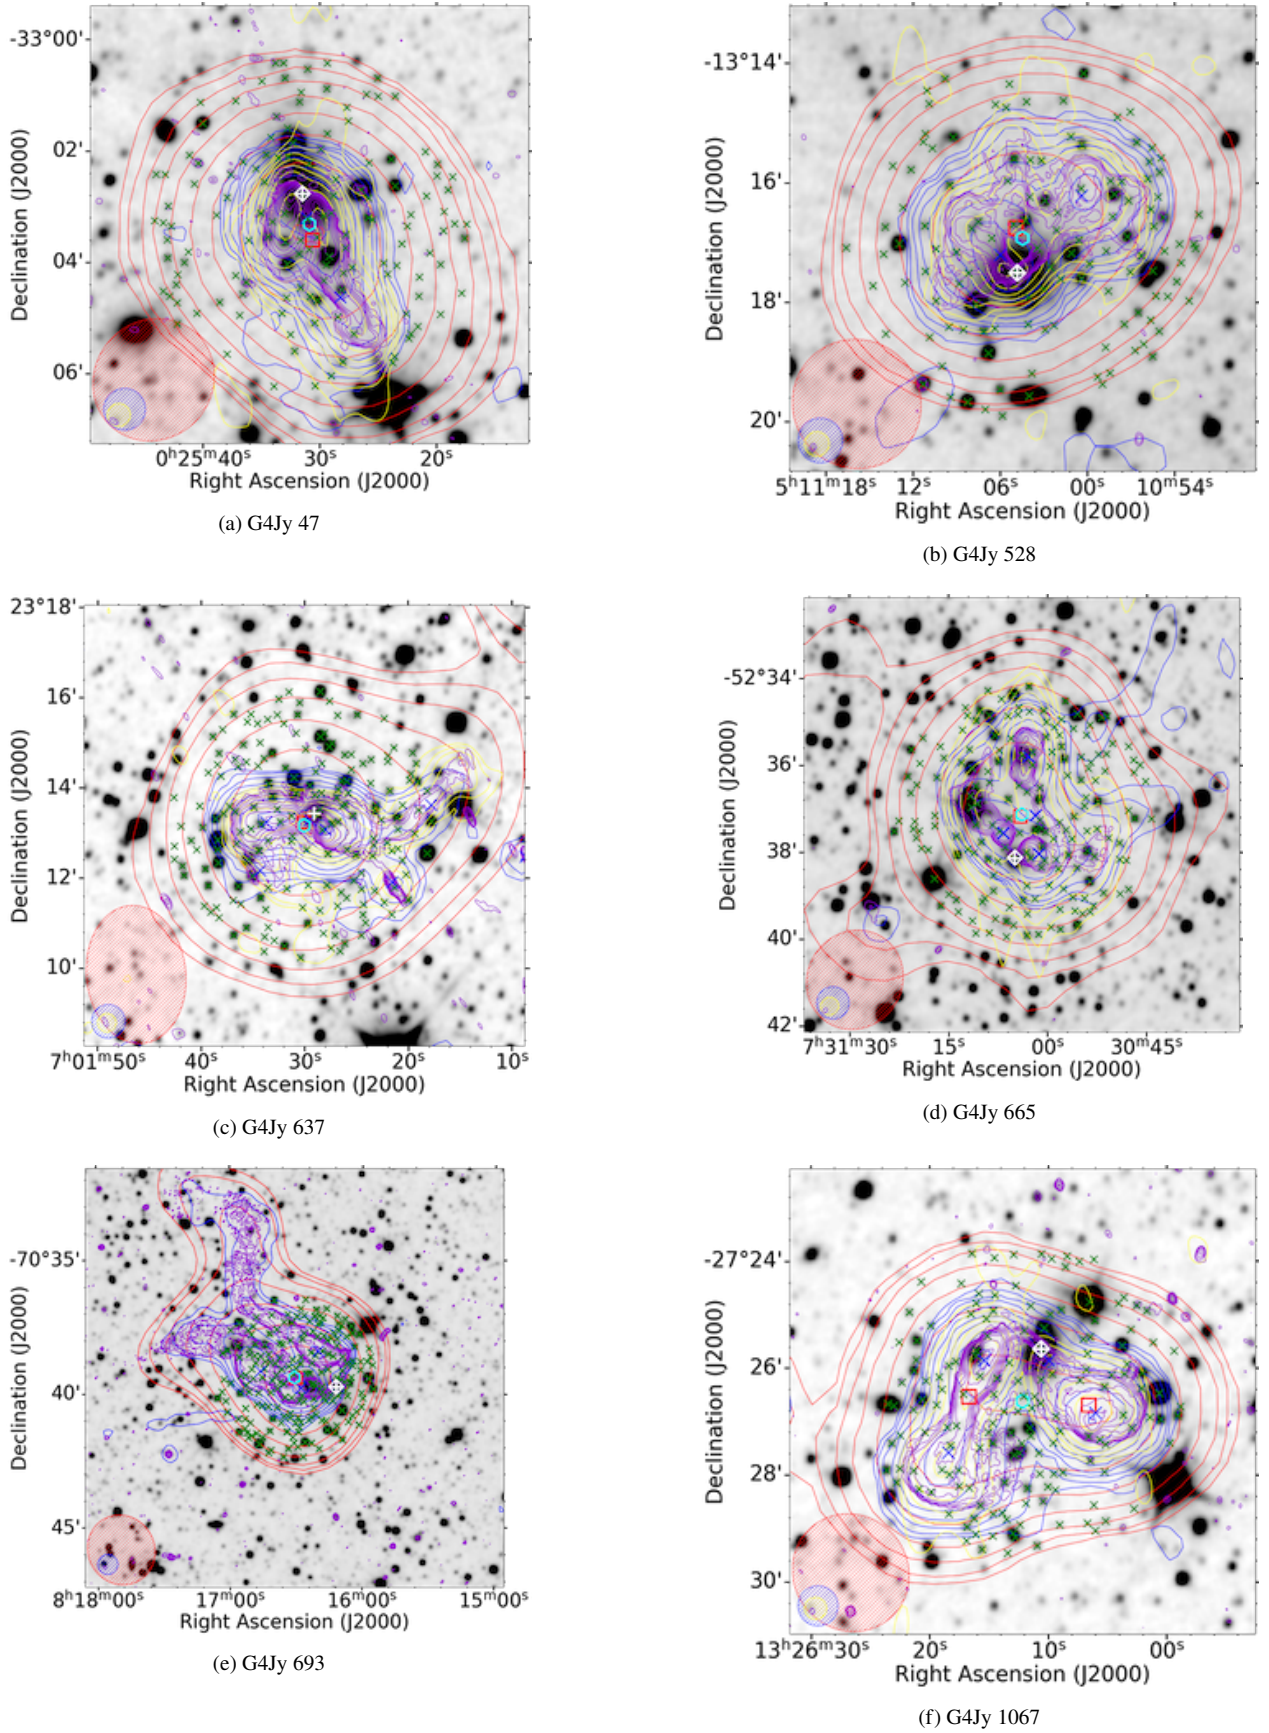 -33°00'
02'
04'
06'
Declination (J2000)
0ʰ25ᵐ40ˢ 30ˢ 20ˢ
Right Ascension (J2000)
(a) G4Jy 47
-13°14'
16'
18'
20'
Declination (J2000)
5ʰ11ᵐ18ˢ 12ˢ 06ˢ 00ˢ 10ᵐ54ˢ
Right Ascension (J2000)
(b) G4Jy 528
23°18'
16'
14'
12'
10'
Declination (J2000)
7ʰ01ᵐ50ˢ 40ˢ 30ˢ 20ˢ 10ˢ
Right Ascension (J2000)
(c) G4Jy 637
-52°34'
36'
38'
40'
42'
Declination (J2000)
7ʰ31ᵐ30ˢ 15ˢ 00ˢ 30ᵐ45ˢ
Right Ascension (J2000)
(d) G4Jy 665
-70°35'
40'
45'
Declination (J2000)
8ʰ18ᵐ00ˢ 17ᵐ00ˢ 16ᵐ00ˢ 15ᵐ00ˢ
Right Ascension (J2000)
(e) G4Jy 693
-27°24'
26'
28'
30'
Declination (J2000)
13ʰ26ᵐ30ˢ 20ˢ 10ˢ 00ˢ
Right Ascension (J2000)
(f) G4Jy 1067